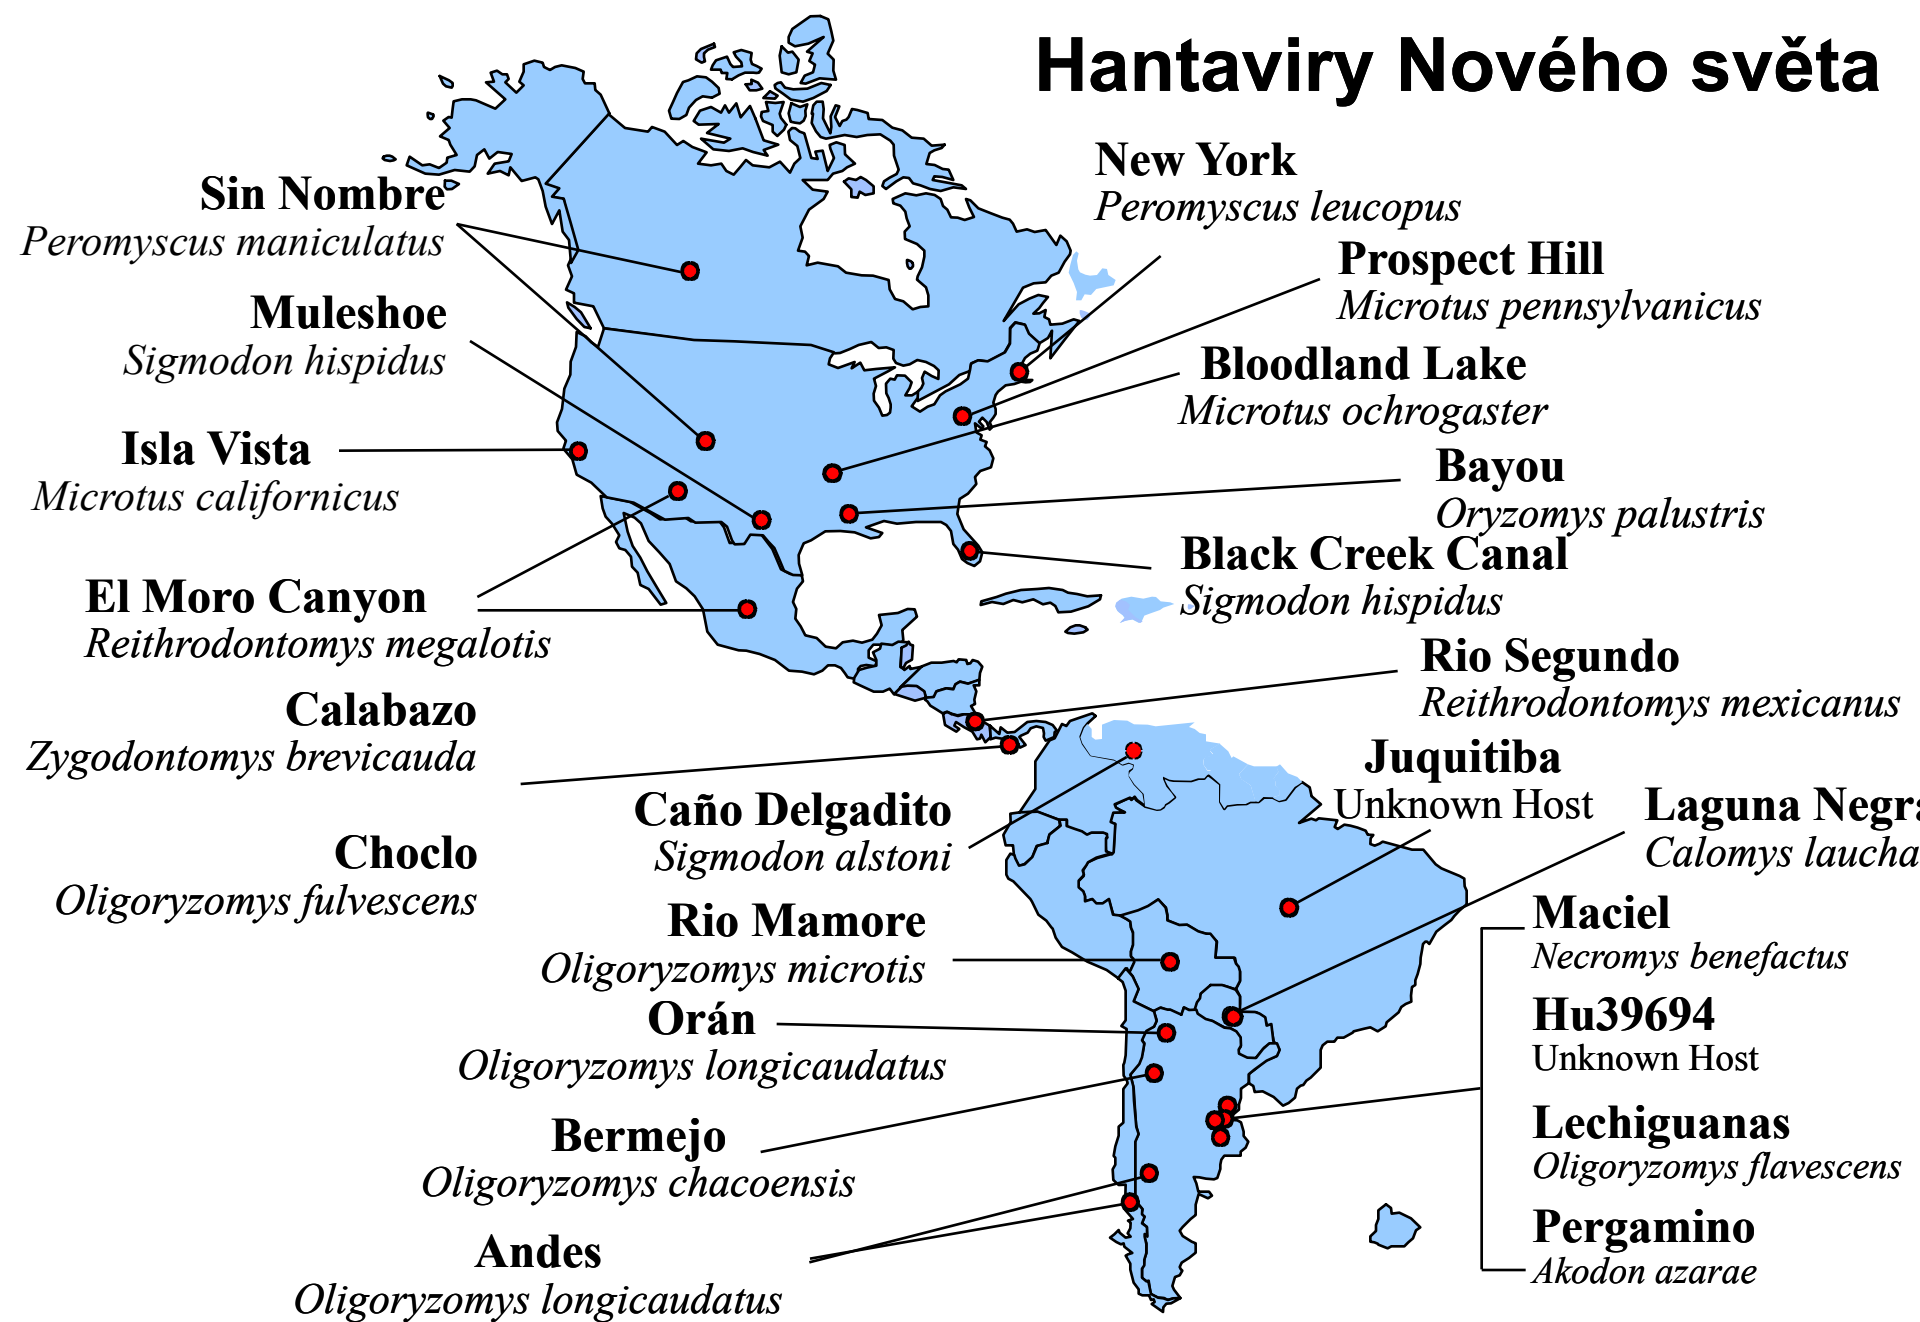 Hantaviry Nového světa
New York
Peromyscus leucopus
Sin Nombre
Peromyscus maniculatus
Prospect Hill
Microtus pennsylvanicus
Muleshoe
Sigmodon hispidus
Bloodland Lake
Microtus ochrogaster
Isla Vista
Microtus californicus
Bayou
Oryzomys palustris
Black Creek Canal
Sigmodon hispidus
El Moro Canyon
Reithrodontomys megalotis
Rio Segundo
Reithrodontomys mexicanus
Calabazo
Zygodontomys brevicauda
Juquitiba
Unknown Host
Caño Delgadito
Sigmodon alstoni
Laguna Negra
Calomys laucha
Choclo
Oligoryzomys fulvescens
Rio Mamore
Oligoryzomys microtis
Maciel
Necromys benefactus
Orán
Oligoryzomys longicaudatus
Hu39694
Unknown Host
Bermejo
Oligoryzomys chacoensis
Lechiguanas
Oligoryzomys flavescens
Andes
Oligoryzomys longicaudatus
Pergamino
Akodon azarae